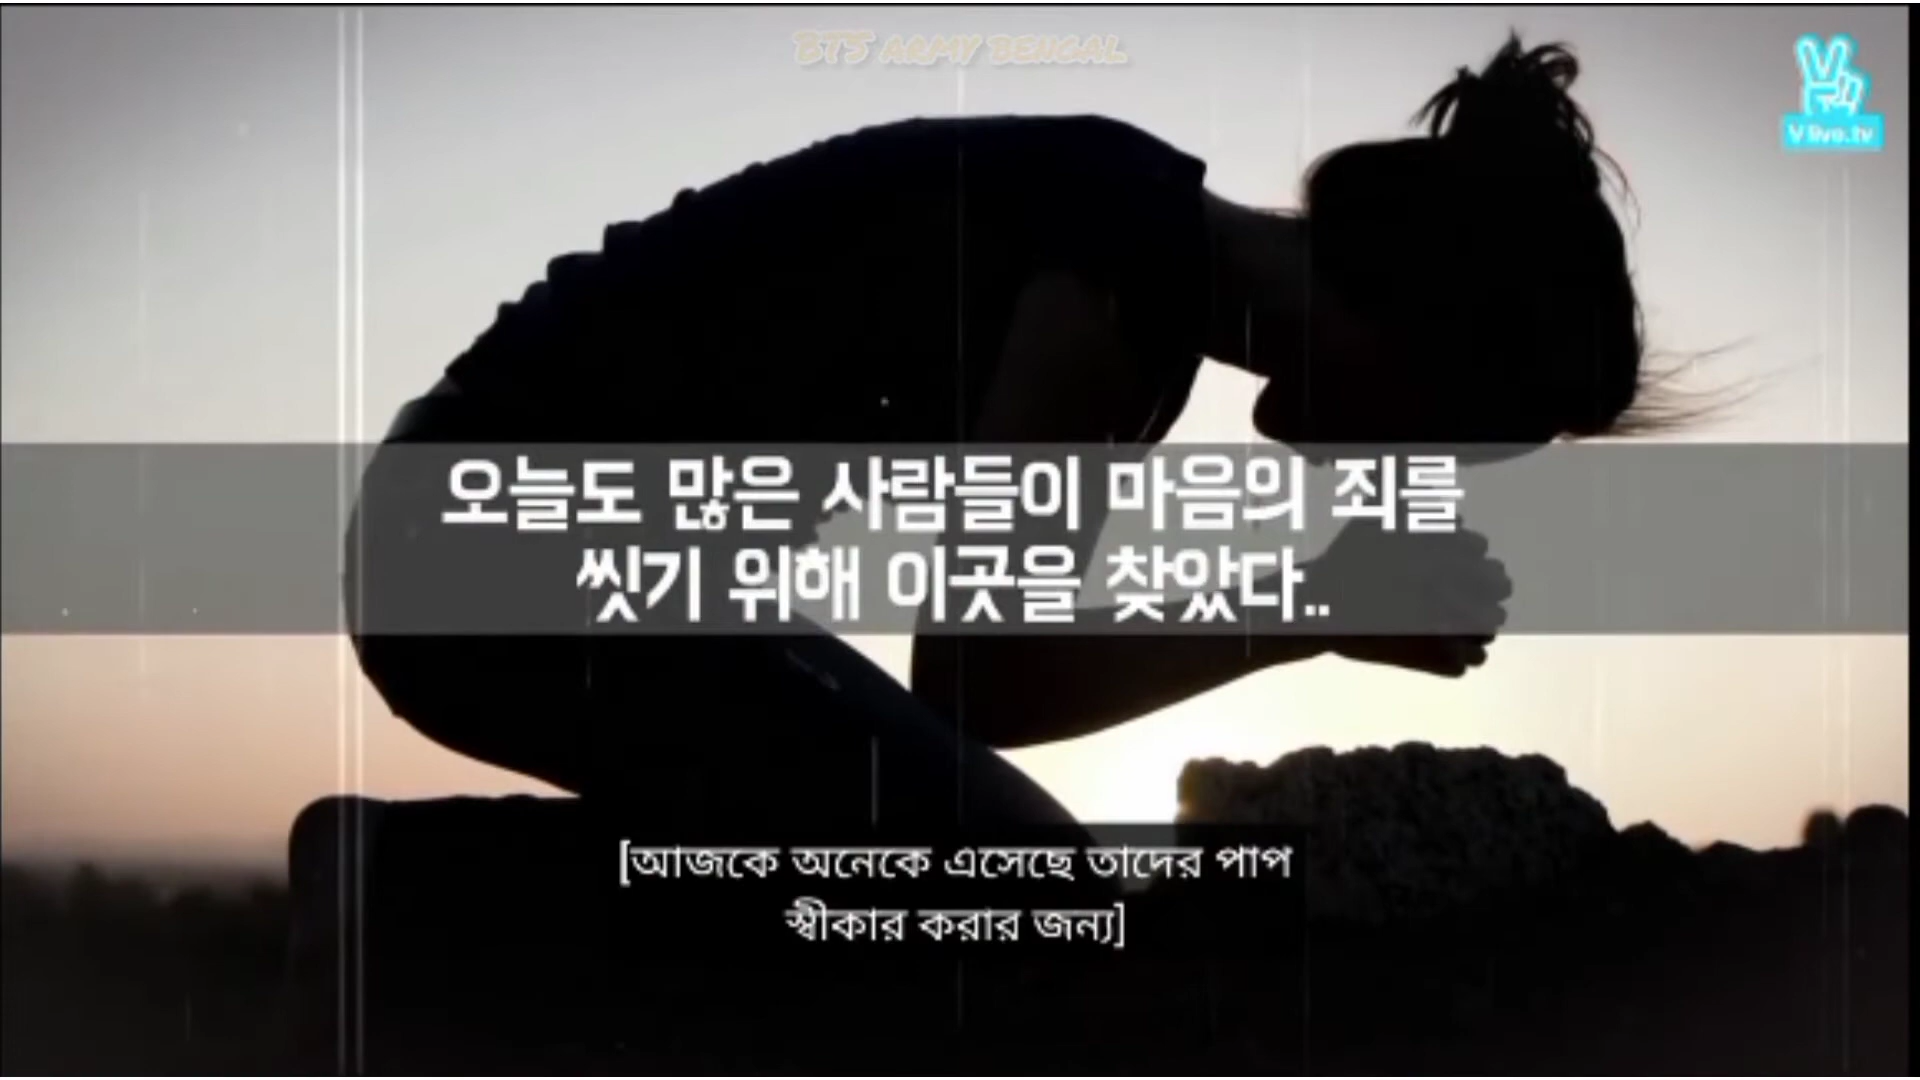 BTS ARMY BENGAL
V live.tv
오늘도 많은 사람들이 마음의 죄를
씻기 위해 이곳을 찾았다..
[আজকে অনেকে এসেছে তাদের পাপ
স্বীকার করার জন্য]